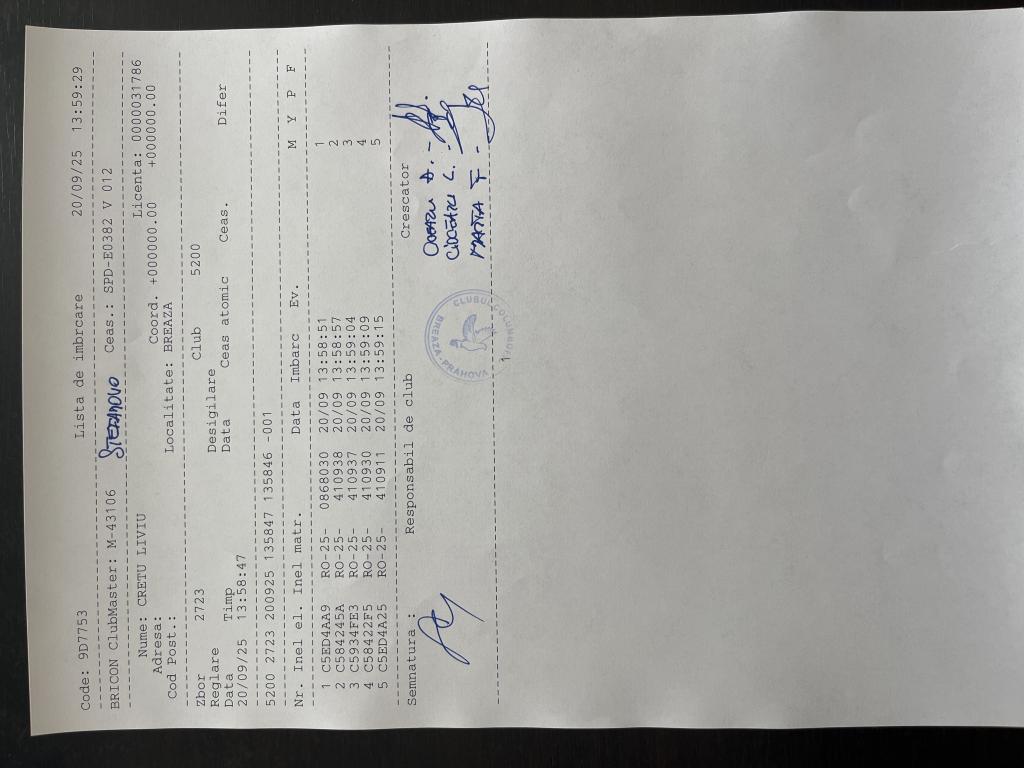 Code: 9D7753 Lista de imbrcare 20/09/25 13:59:29
BRICON ClubMaster: M-43106 STEPANOVO Ceas.: SPD-E0382 V 012
Nume: CRETU LIVIU Licenta: 0000031786
Adresa: Coord. +000000.00 +000000.00
Cod Post.: Localitate: BREAZA
Zbor 2723 Club 5200
Reglare Desigilare
Data Timp Data Ceas atomic Ceas. Difer
20/09/25 13:58:47
5200 2723 200925 135847 135846 -001
Nr. Inel el. Inel matr. Data Imbarc Ev. M Y P F
1 C5ED4AA9 RO-25- 0868030 20/09 13:58:51 1
2 C584245A RO-25- 410938 20/09 13:58:57 2
3 C5934FE3 RO-25- 410937 20/09 13:59:04 3
4 C58422F5 RO-25- 410930 20/09 13:59:09 4
5 C5ED4A25 RO-25- 410911 20/09 13:59:15 5
Semnatura : Responsabil de club Crescator
CLUBUL BREAZA - PRAHOVA
1